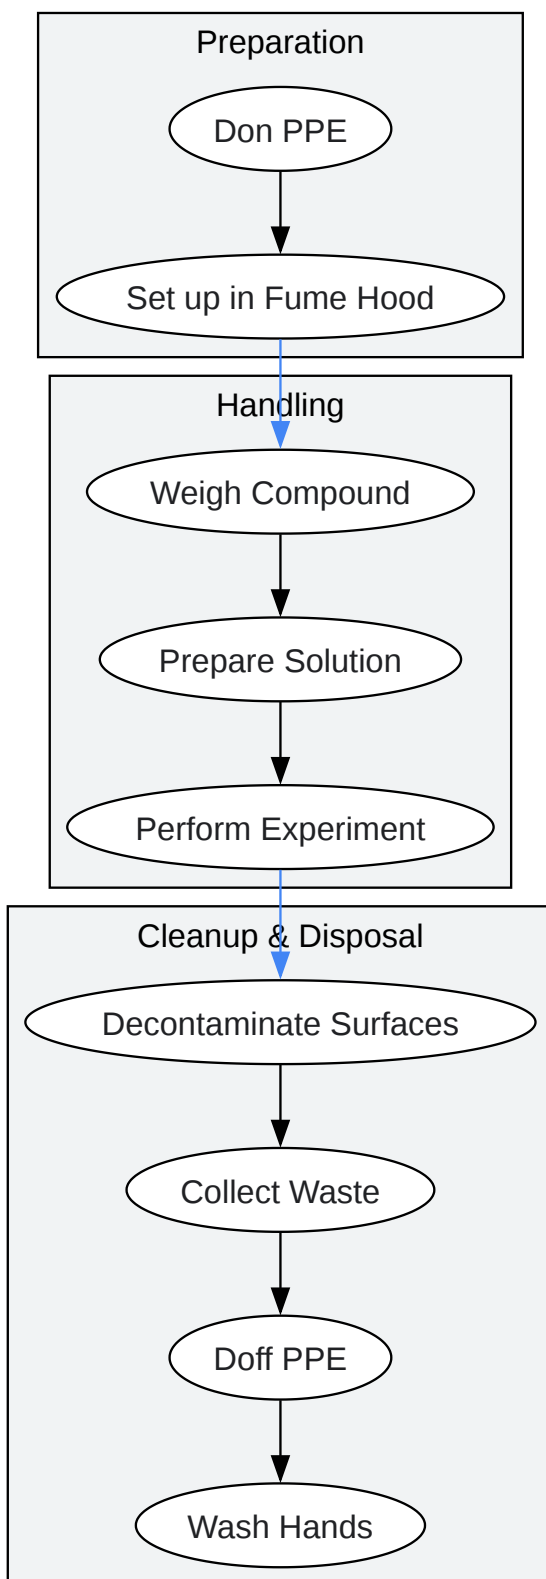 Preparation
Don PPE
Set up in Fume Hood
Handling
Weigh Compound
Prepare Solution
Perform Experiment
Cleanup & Disposal
Decontaminate Surfaces
Collect Waste
Doff PPE
Wash Hands